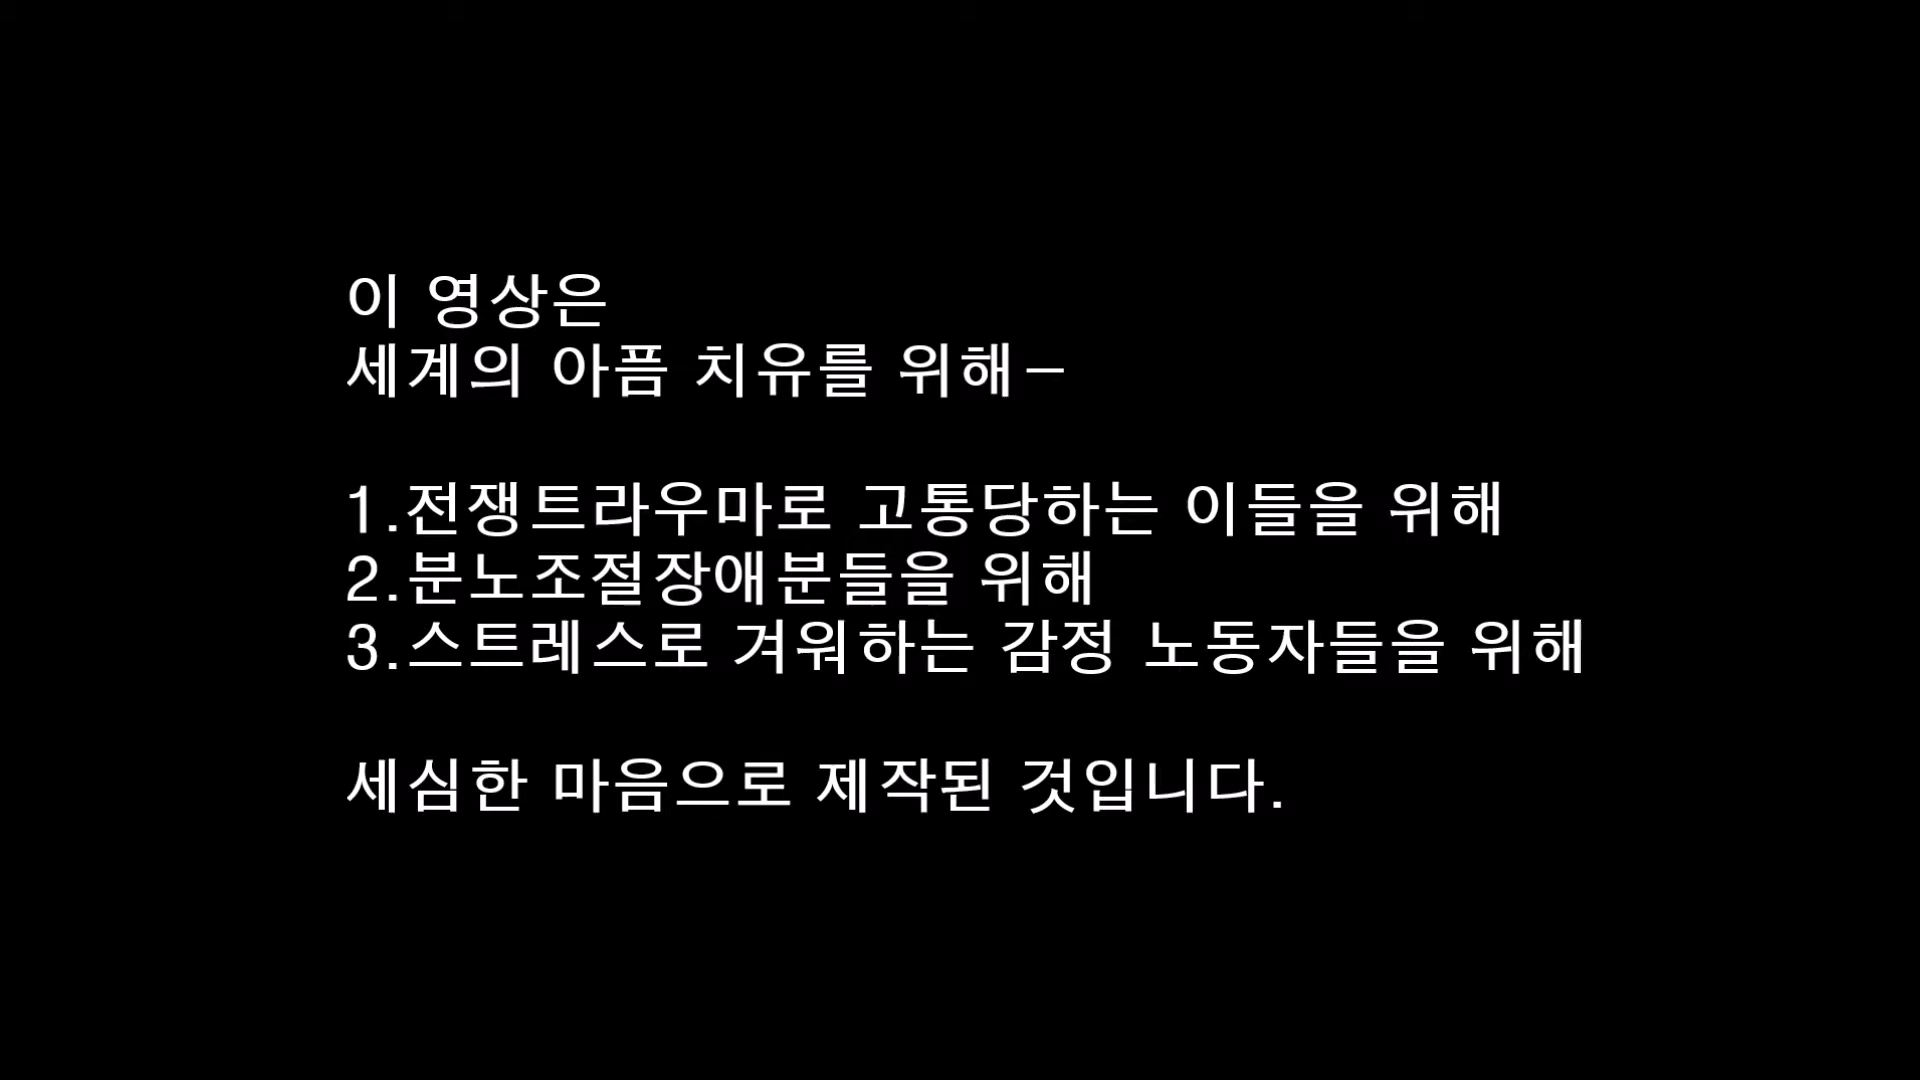 이 영상은
세계의 아픔 치유를 위해–
1.전쟁트라우마로 고통당하는 이들을 위해
2.분노조절장애분들을 위해
3.스트레스로 겨워하는 감정 노동자들을 위해
세심한 마음으로 제작된 것입니다.